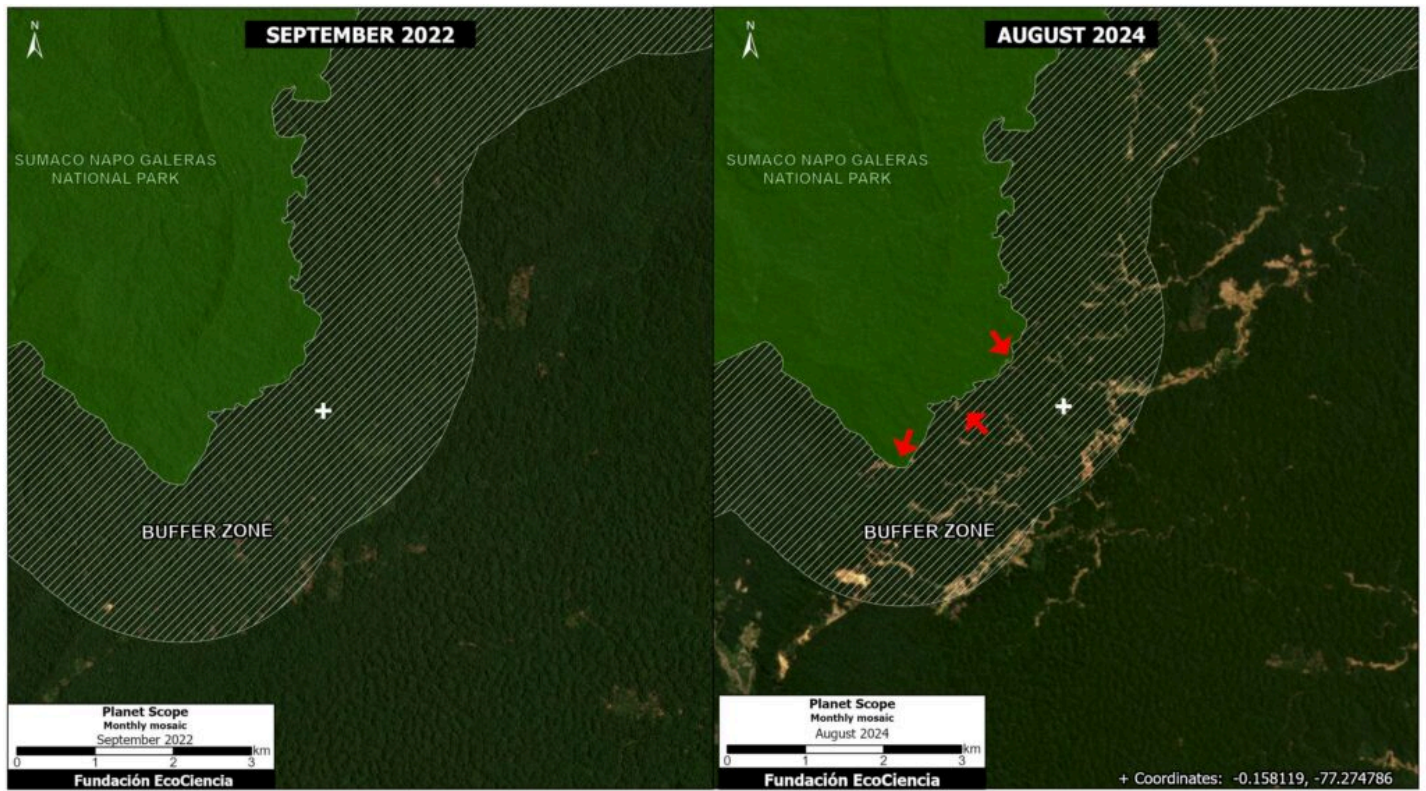 N
SEPTEMBER 2022
SUMACO NAPO GALERAS
NATIONAL PARK
BUFFER ZONE
Planet Scope
Monthly mosaic
September 2022
km
0 1 2 3
Fundación EcoCiencia
N
AUGUST 2024
SUMACO NAPO GALERAS
NATIONAL PARK
BUFFER ZONE
Planet Scope
Monthly mosaic
August 2024
km
0 1 2 3
Fundación EcoCiencia
+ Coordinates: -0.158119, -77.274786